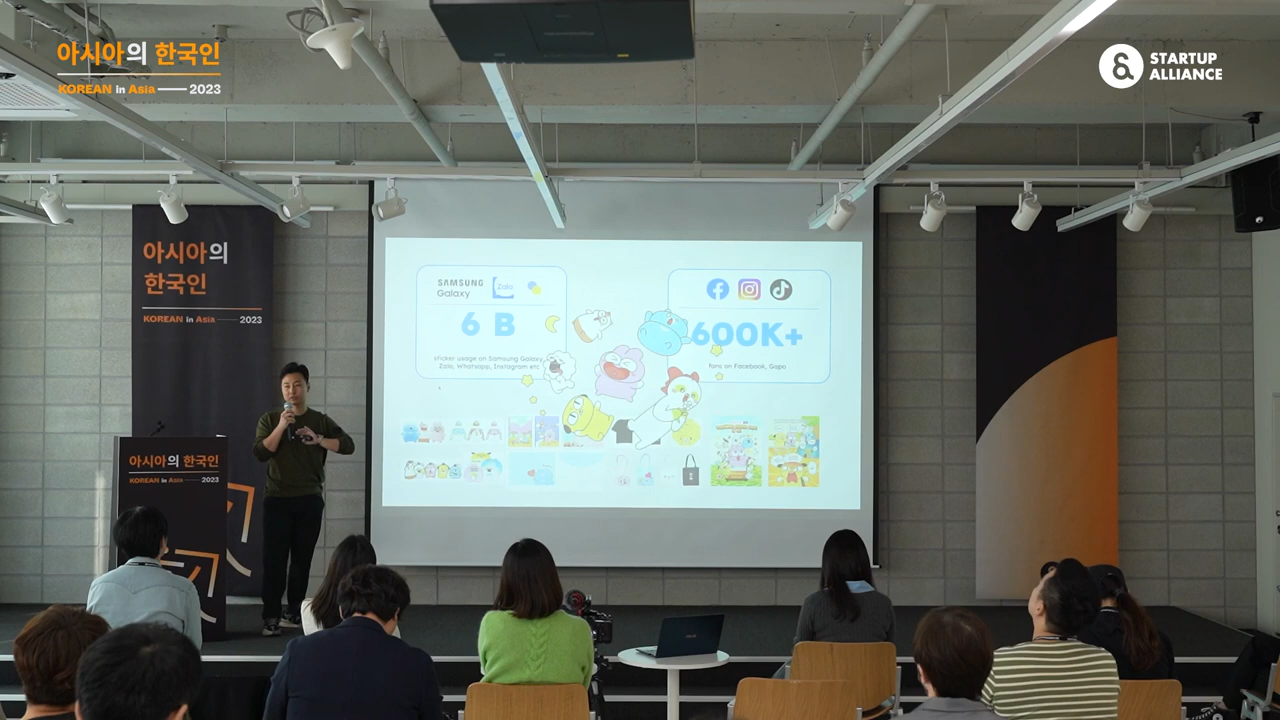 아시아의 한국인
KOREAN in Asia 2023
STARTUP
ALLIANCE
아시아의
한국인
KOREAN in Asia 2023
SAMSUNG
Galaxy
Zalo
6 B
sticker usage on Samsung Galaxy,
Zalo, Whatsapp, Instagram etc.
600K+
fans on Facebook, Gapo
아시아의 한국인
KOREAN in Asia 2023